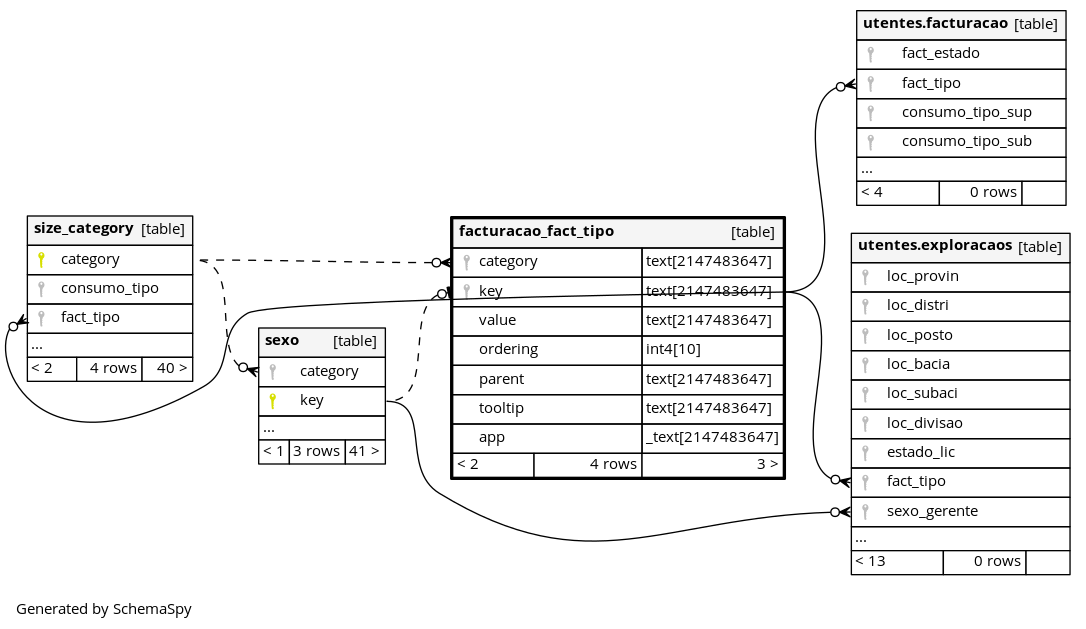 utentes.facturacao [table]
fact_estado
fact_tipo
consumo_tipo_sup
consumo_tipo_sub
...
< 4 0 rows
size_category [table]
category
consumo_tipo
fact_tipo
...
< 2 4 rows 40 >
sexo [table]
category
key
...
< 1 3 rows 41 >
facturacao_fact_tipo [table]
category text[2147483647]
key text[2147483647]
value text[2147483647]
ordering int4[10]
parent text[2147483647]
tooltip text[2147483647]
app _text[2147483647]
< 2 4 rows 3 >
utentes.exploracaos [table]
loc_provin
loc_distri
loc_posto
loc_bacia
loc_subaci
loc_divisao
estado_lic
fact_tipo
sexo_gerente
...
< 13 0 rows
Generated by SchemaSpy